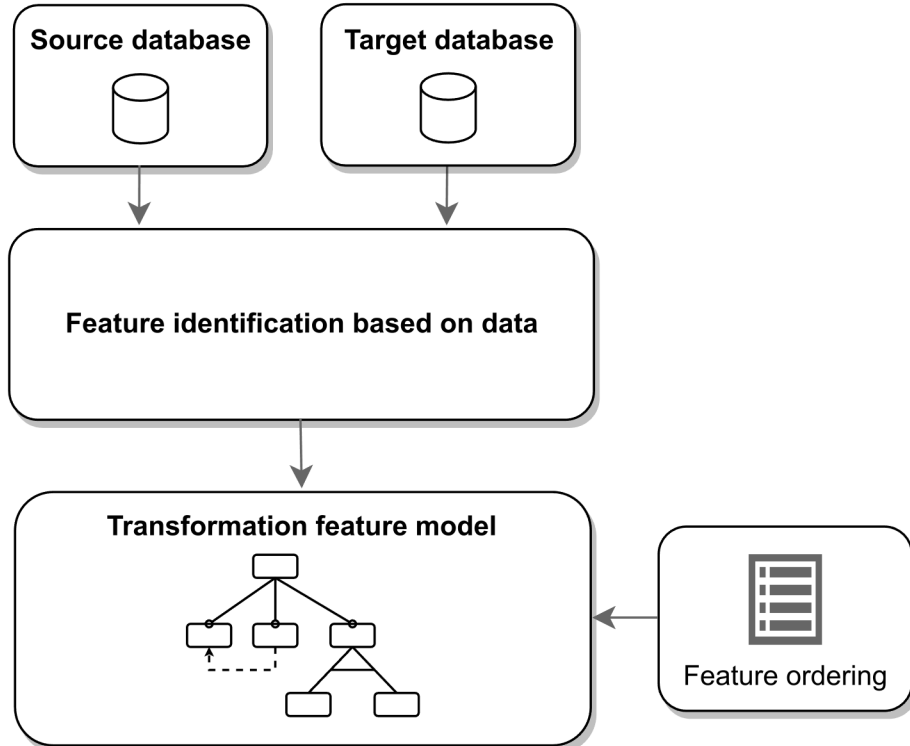 Source database
Target database
Feature identification based on data
Transformation feature model
Feature ordering